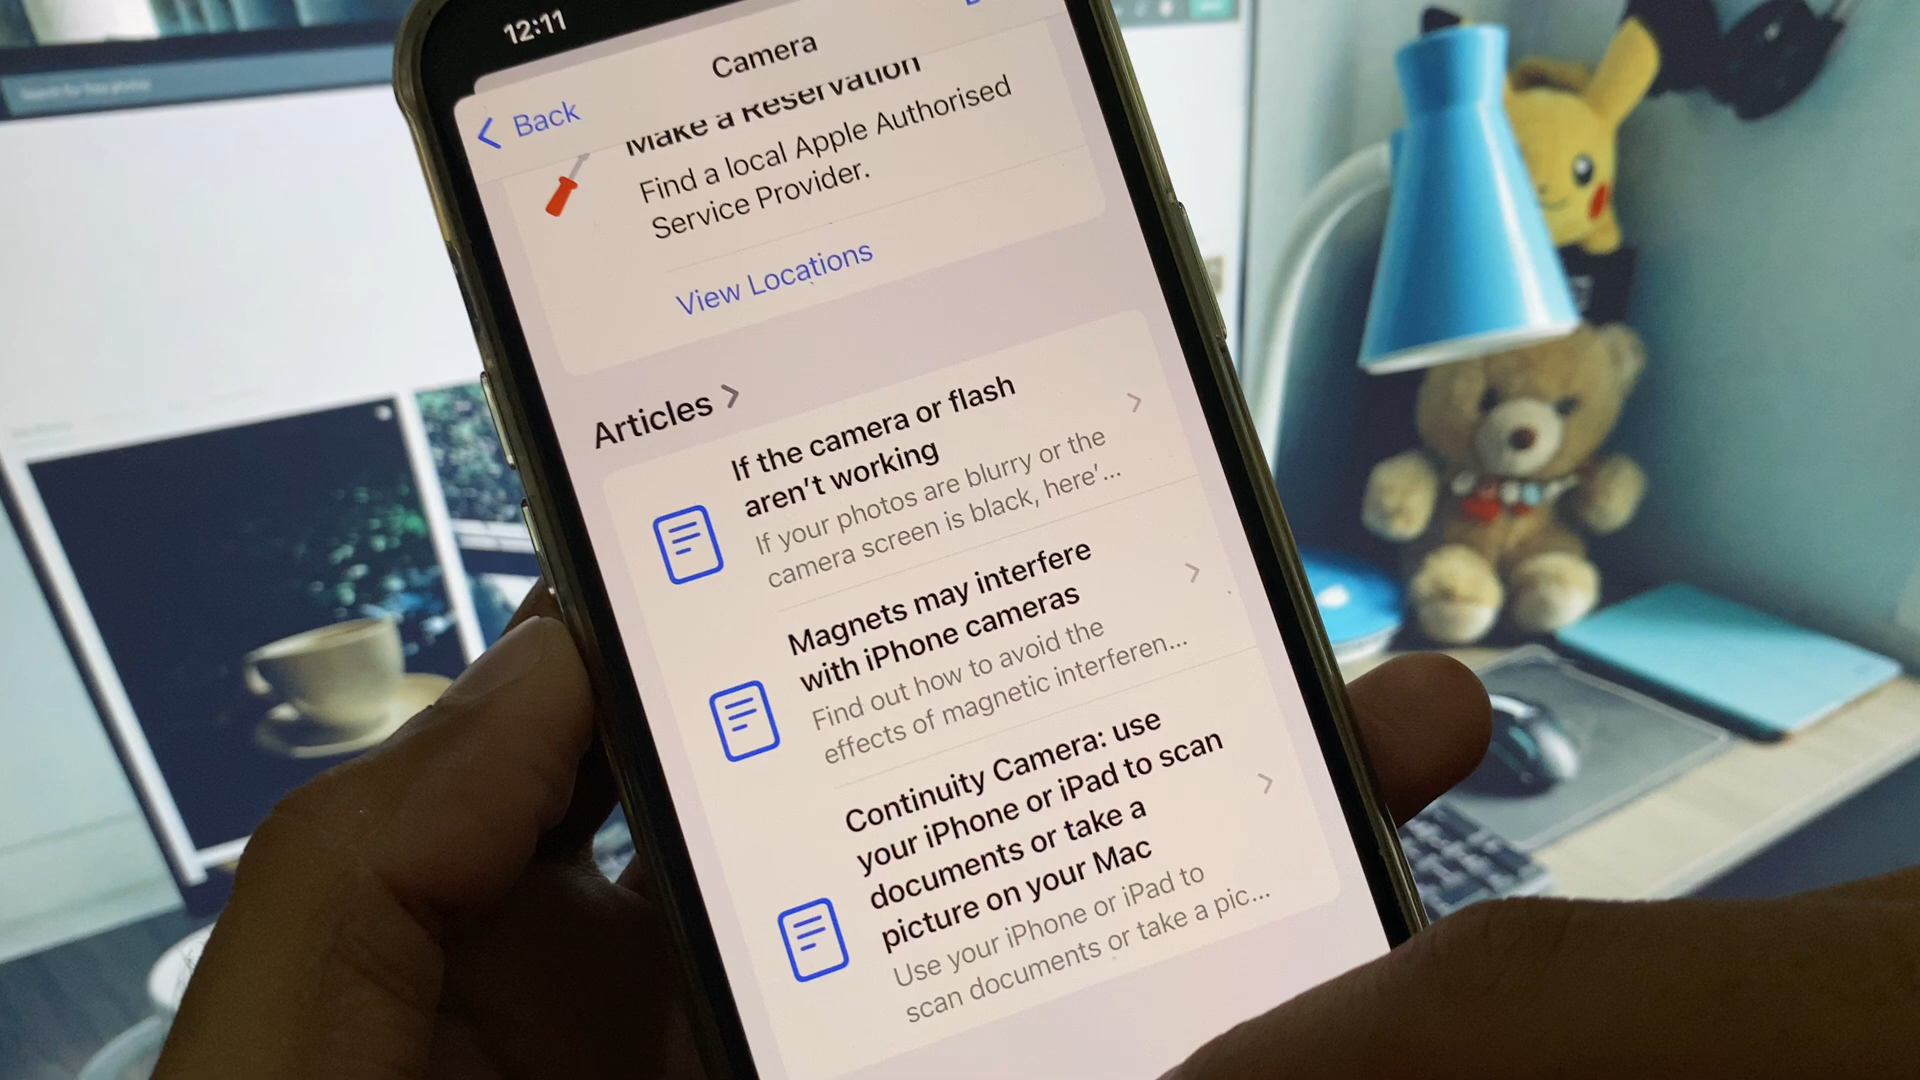 12:11
Camera
Back
Make a Reservation
Find a local Apple Authorised
Service Provider.
View Locations
Articles
If the camera or flash
aren't working
If your photos are blurry or the
camera screen is black, here'...
Magnets may interfere
with iPhone cameras
Find out how to avoid the
effects of magnetic interferen...
Continuity Camera: use
your iPhone or iPad to scan
documents or take a
picture on your Mac
Use your iPhone or iPad to
scan documents or take a pic...